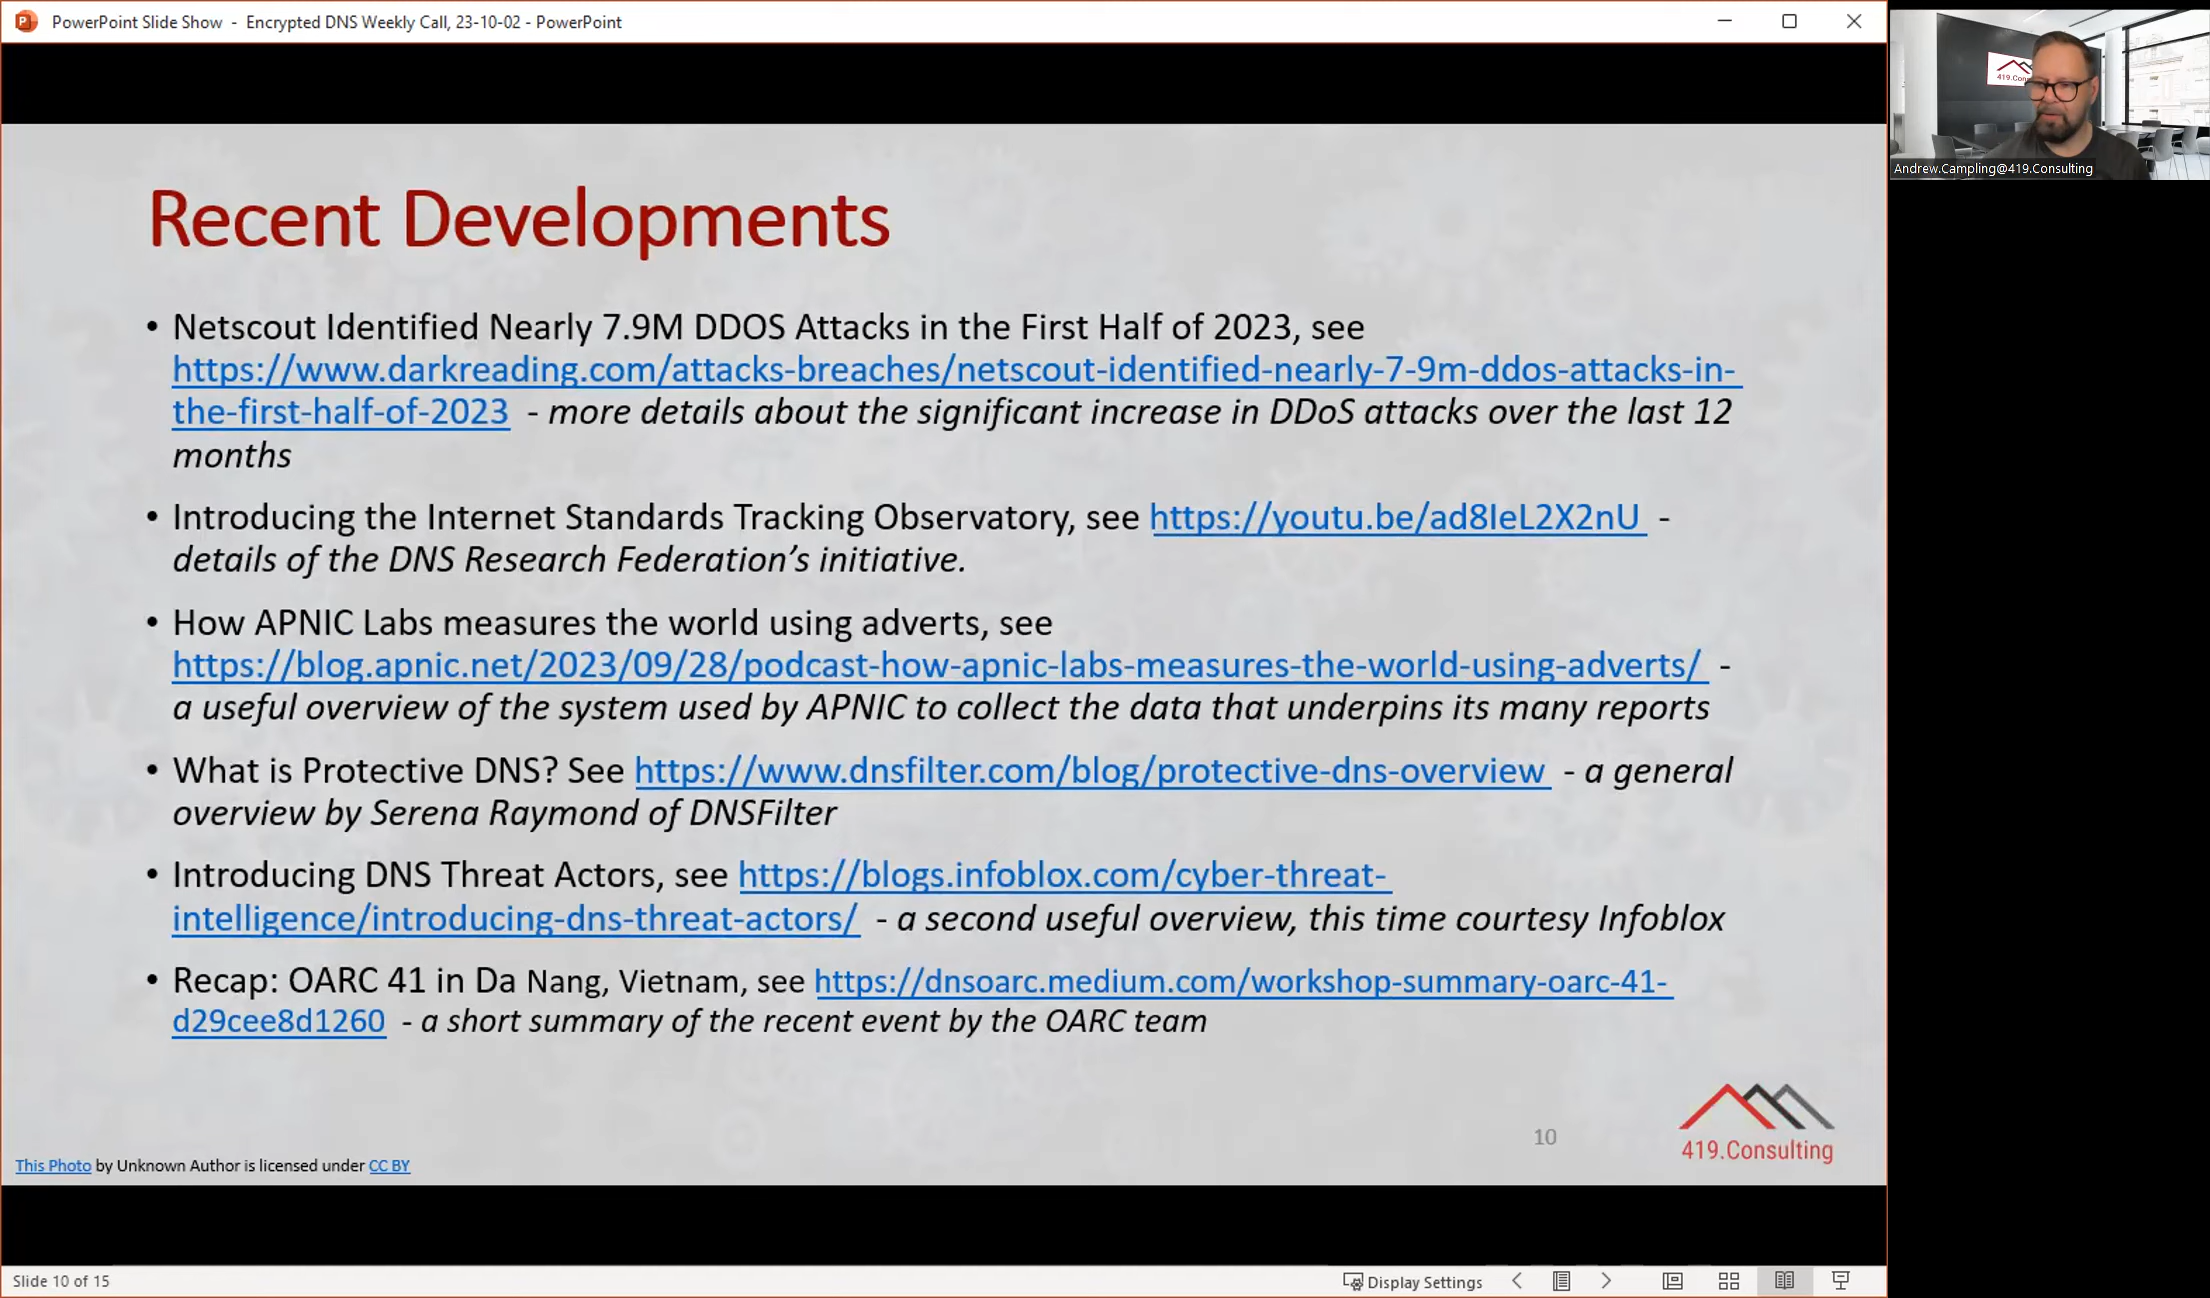 PowerPoint Slide Show - Encrypted DNS Weekly Call, 23-10-02 - PowerPoint
419.Con
Andrew.Campling@419.Consulting
Recent Developments
• Netscout Identified Nearly 7.9M DDOS Attacks in the First Half of 2023, see
https://www.darkreading.com/attacks-breaches/netscout-identified-nearly-7-9m-ddos-attacks-in-
the-first-half-of-2023 - more details about the significant increase in DDoS attacks over the last 12
months
• Introducing the Internet Standards Tracking Observatory, see https://youtu.be/ad8IeL2X2nU -
details of the DNS Research Federation’s initiative.
• How APNIC Labs measures the world using adverts, see
https://blog.apnic.net/2023/09/28/podcast-how-apnic-labs-measures-the-world-using-adverts/ -
a useful overview of the system used by APNIC to collect the data that underpins its many reports
• What is Protective DNS? See https://www.dnsfilter.com/blog/protective-dns-overview - a general
overview by Serena Raymond of DNSFilter
• Introducing DNS Threat Actors, see https://blogs.infoblox.com/cyber-threat-
intelligence/introducing-dns-threat-actors/ - a second useful overview, this time courtesy Infoblox
• Recap: OARC 41 in Da Nang, Vietnam, see https://dnsoarc.medium.com/workshop-summary-oarc-41-
d29cee8d1260 - a short summary of the recent event by the OARC team
10
419.Consulting
This Photo by Unknown Author is licensed under CC BY
Slide 10 of 15
Display Settings